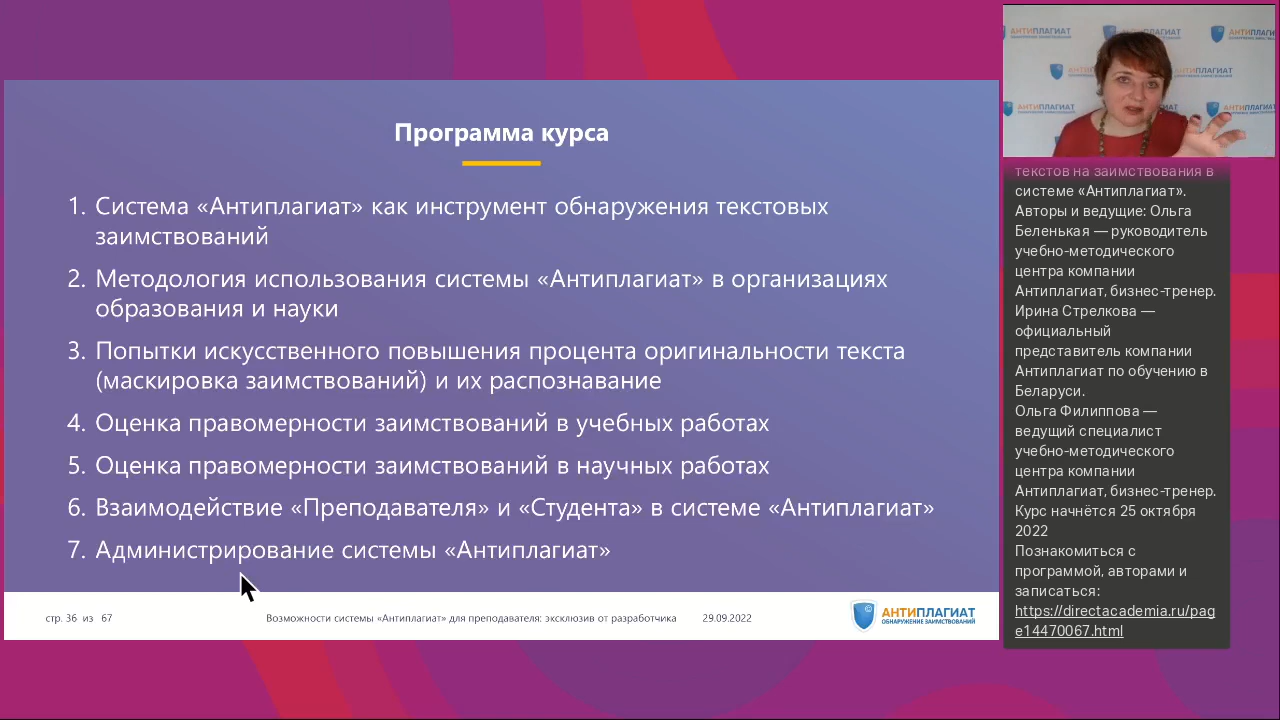 Программа курса
1. Система «Антиплагиат» как инструмент обнаружения текстовых
заимствований
2. Методология использования системы «Антиплагиат» в организациях
образования и науки
3. Попытки искусственного повышения процента оригинальности текста
(маскировка заимствований) и их распознавание
4. Оценка правомерности заимствований в учебных работах
5. Оценка правомерности заимствований в научных работах
6. Взаимодействие «Преподавателя» и «Студента» в системе «Антиплагиат»
7. Администрирование системы «Антиплагиат»
стр. 36 из 67
Возможности системы «Антиплагиат» для преподавателя: эксклюзив от разработчика
29.09.2022
АНТИПЛАГИАТ
ОБНАРУЖЕНИЕ ЗАИМСТВОВАНИЙ
АНТИПЛАГИАТ
текстов на заимствования в
системе «Антиплагиат».
Авторы и ведущие: Ольга
Беленькая — руководитель
учебно-методического
центра компании
Антиплагиат, бизнес-тренер.
Ирина Стрелкова —
официальный
представитель компании
Антиплагиат по обучению в
Беларуси.
Ольга Филиппова —
ведущий специалист
учебно-методического
центра компании
Антиплагиат, бизнес-тренер.
Курс начнётся 25 октября
2022
Познакомиться с
программой, авторами и
записаться:
https://directacademia.ru/pag
e14470067.html